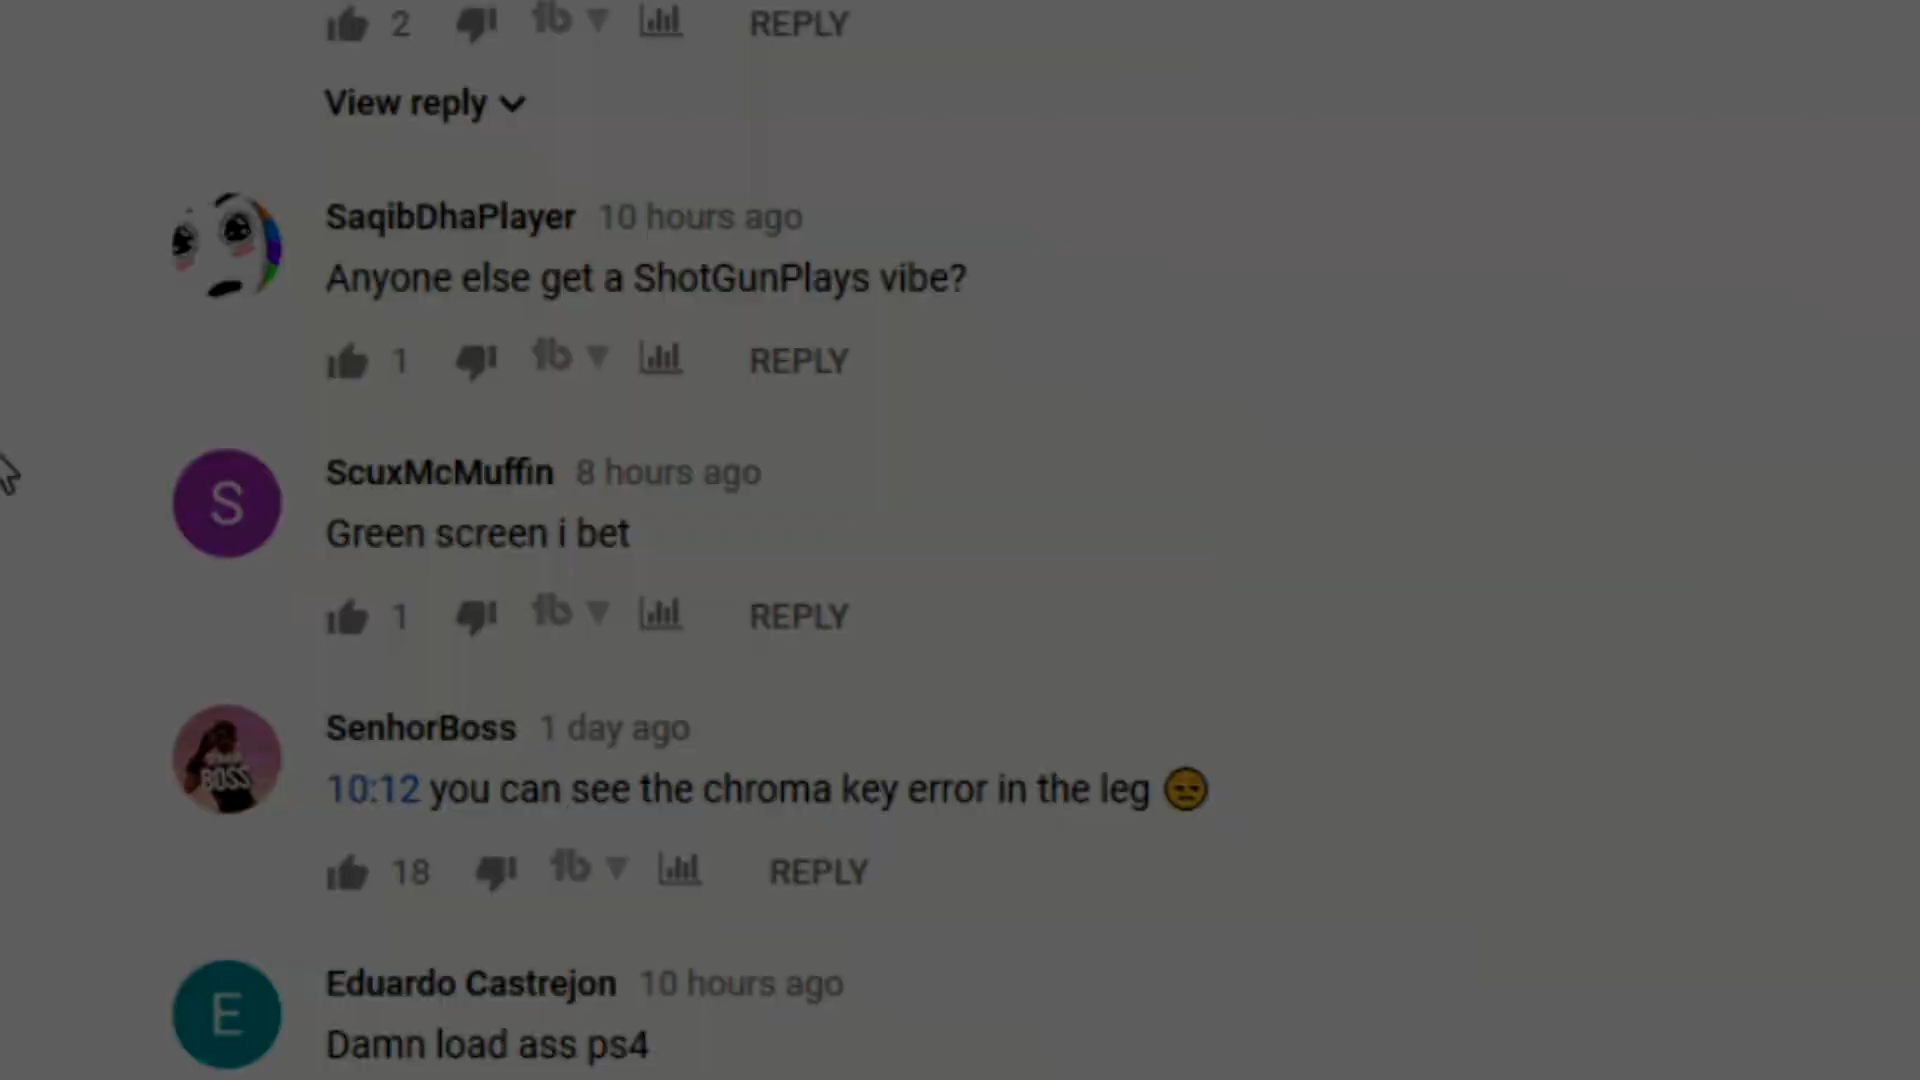 2 REPLY
View reply
SaqibDhaPlayer 10 hours ago
Anyone else get a ShotGunPlays vibe?
1 REPLY
S
ScuxMcMuffin 8 hours ago
Green screen i bet
1 REPLY
BOSS
SenhorBoss 1 day ago
10:12 you can see the chroma key error in the leg 😑
18 REPLY
E
Eduardo Castrejon 10 hours ago
Damn load ass ps4